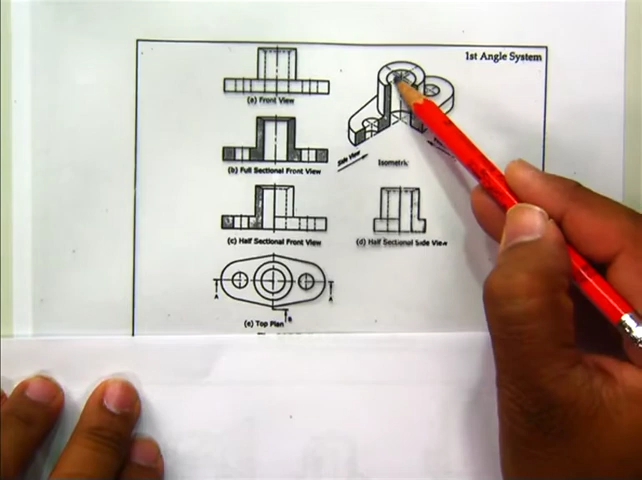 1st Angle System
(a) Front View
(b) Full Sectional Front View
Side View
Isometric
(c) Half Sectional Front View
(d) Half Sectional Side View
A
A
B
(e) Top Plan